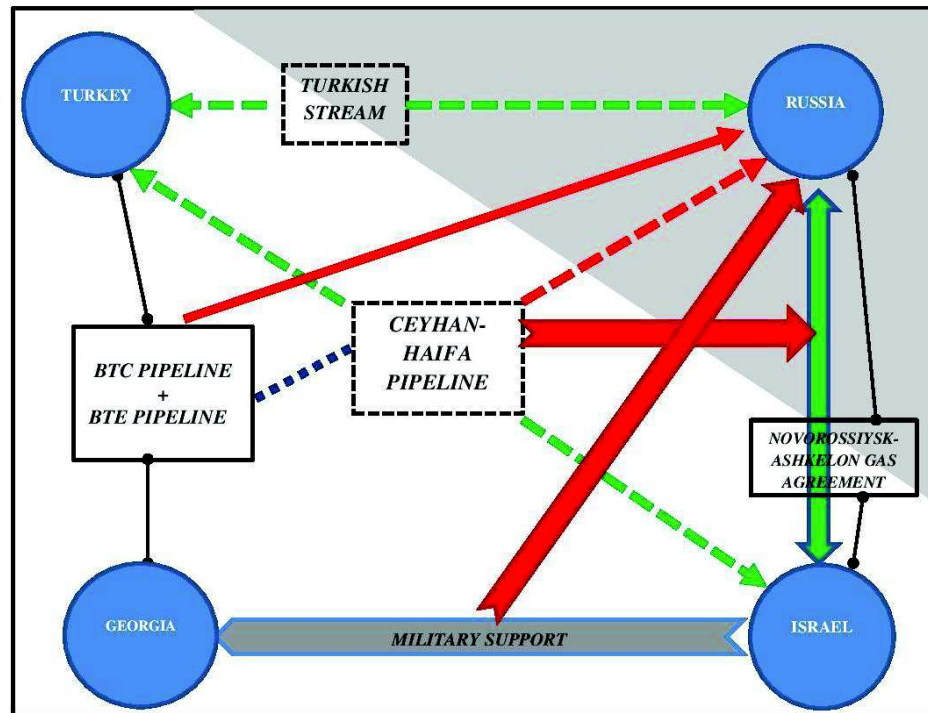 TURKEY
TURKISH
STREAM
RUSSIA
CEYHAN-
HAIFA
PIPELINE
BTC PIPELINE
+
BTE PIPELINE
NOVOROSSIYSK-
ASHKELON GAS
AGREEMENT
GEORGIA
MILITARY SUPPORT
ISRAEL